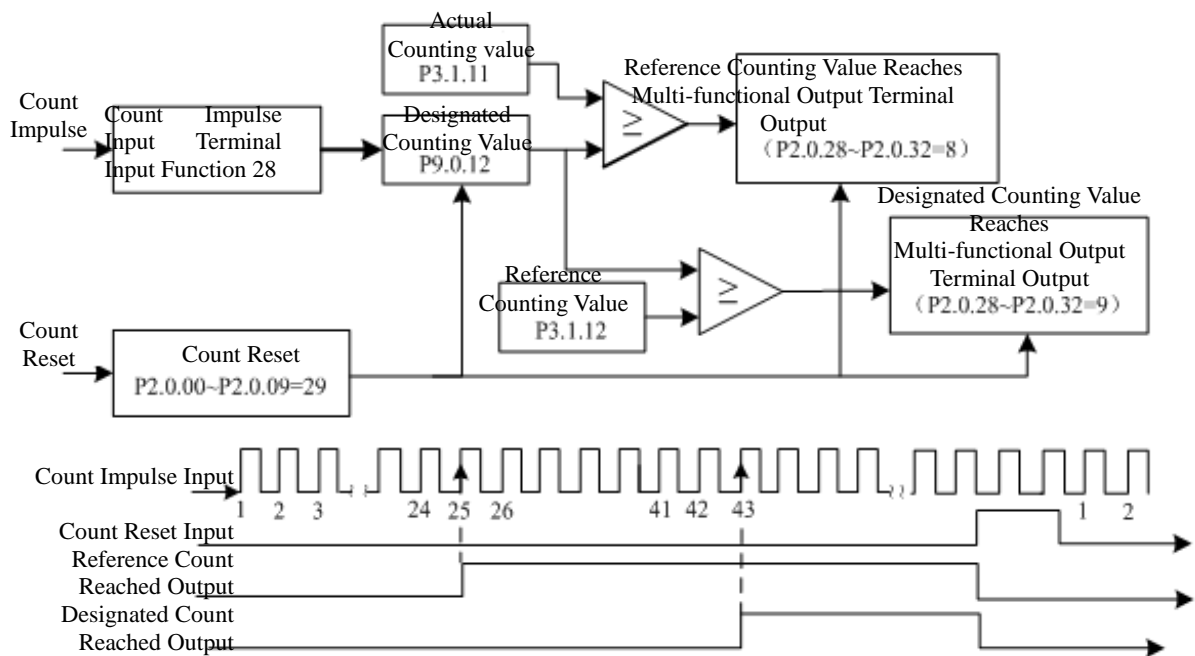 Actual
Counting value
P3.1.11
Reference Counting Value Reaches
Multi-functional Output Terminal
Output
(P2.0.28~P2.0.32=8)
Count
Impulse
Count Impulse
Input Terminal
Input Function 28
Designated
Counting Value
P9.0.12
≥
Designated Counting Value
Reaches
Multi-functional Output
Terminal Output
(P2.0.28~P2.0.32=9)
Reference
Counting Value
P3.1.12
≥
Count
Reset
Count Reset
P2.0.00~P2.0.09=29
Count Impulse Input
1 2 3 24 25 26 41 42 43 1 2
Count Reset Input
Reference Count
Reached Output
Designated Count
Reached Output